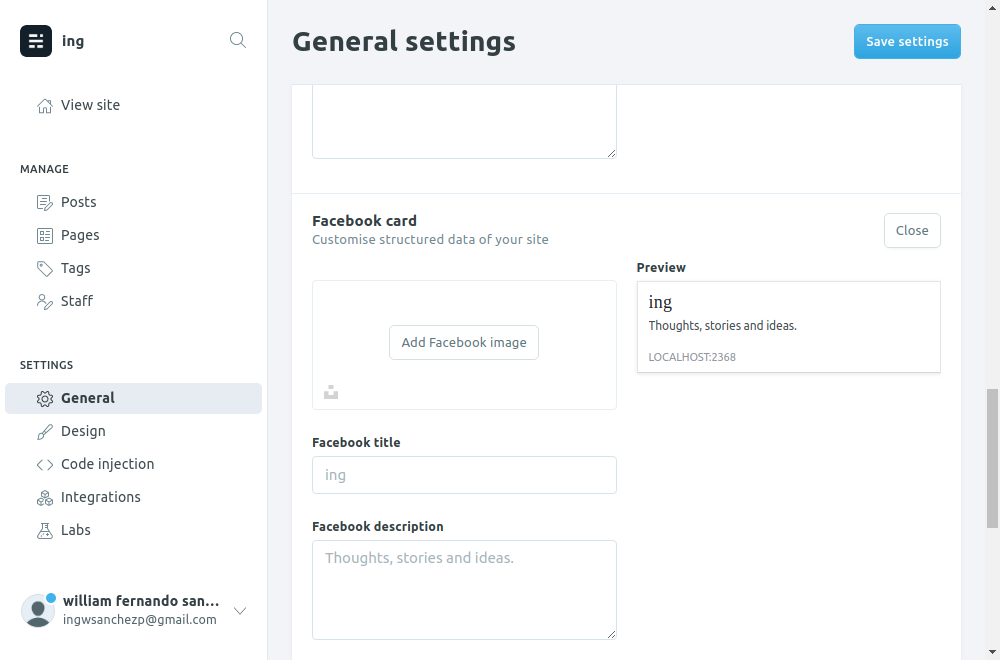 ing
View site
MANAGE
Posts
Pages
Tags
Staff
SETTINGS
General
Design
Code injection
Integrations
Labs
william fernando san...
ingwsanchezp@gmail.com
General settings
Save settings
Facebook card
Customise structured data of your site
Close
Add Facebook image
Preview
ing
Thoughts, stories and ideas.
LOCALHOST:2368
Facebook title
ing
Facebook description
Thoughts, stories and ideas.